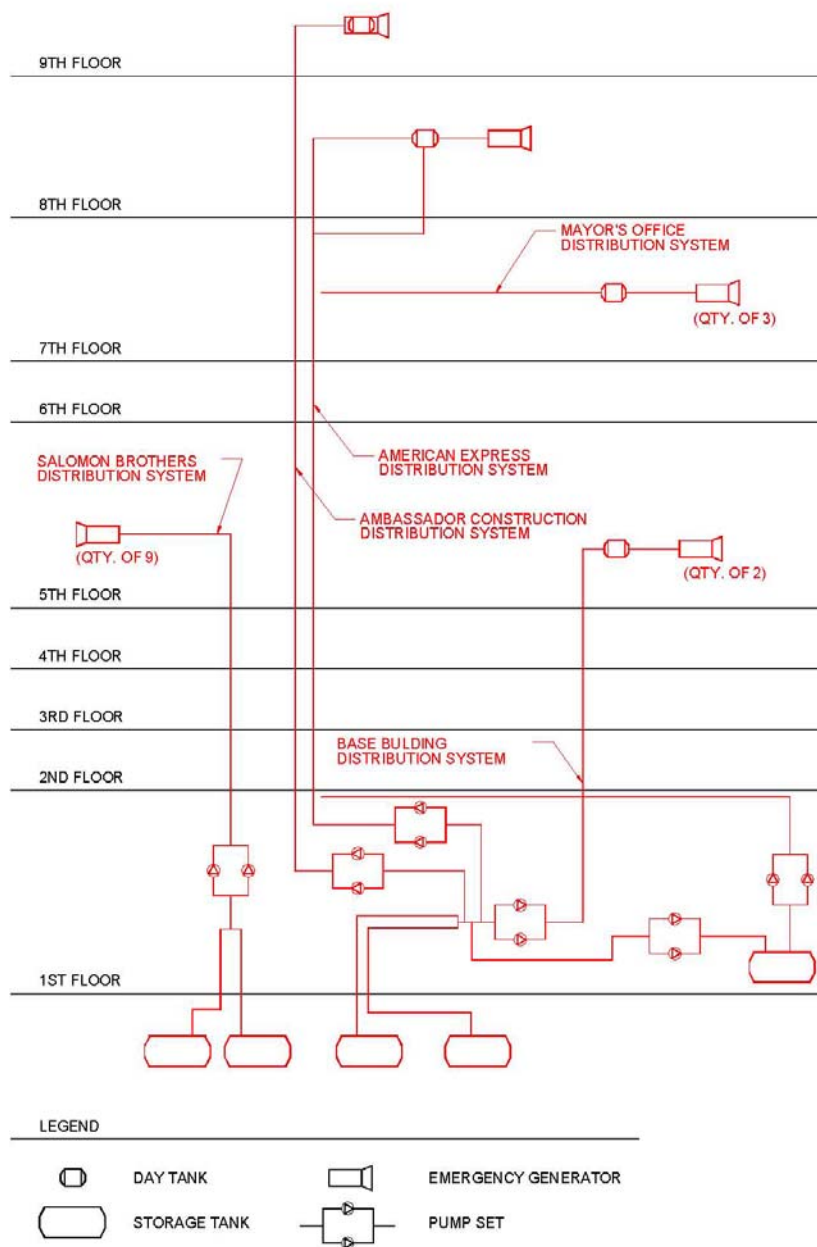 9TH FLOOR
8TH FLOOR
MAYOR'S OFFICE
DISTRIBUTION SYSTEM
(QTY. OF 3)
7TH FLOOR
6TH FLOOR
SALOMON BROTHERS
DISTRIBUTION SYSTEM
AMERICAN EXPRESS
DISTRIBUTION SYSTEM
AMBASSADOR CONSTRUCTION
DISTRIBUTION SYSTEM
(QTY. OF 9)
(QTY. OF 2)
5TH FLOOR
4TH FLOOR
3RD FLOOR
BASE BULDING
DISTRIBUTION SYSTEM
2ND FLOOR
1ST FLOOR
LEGEND
DAY TANK
EMERGENCY GENERATOR
STORAGE TANK
PUMP SET